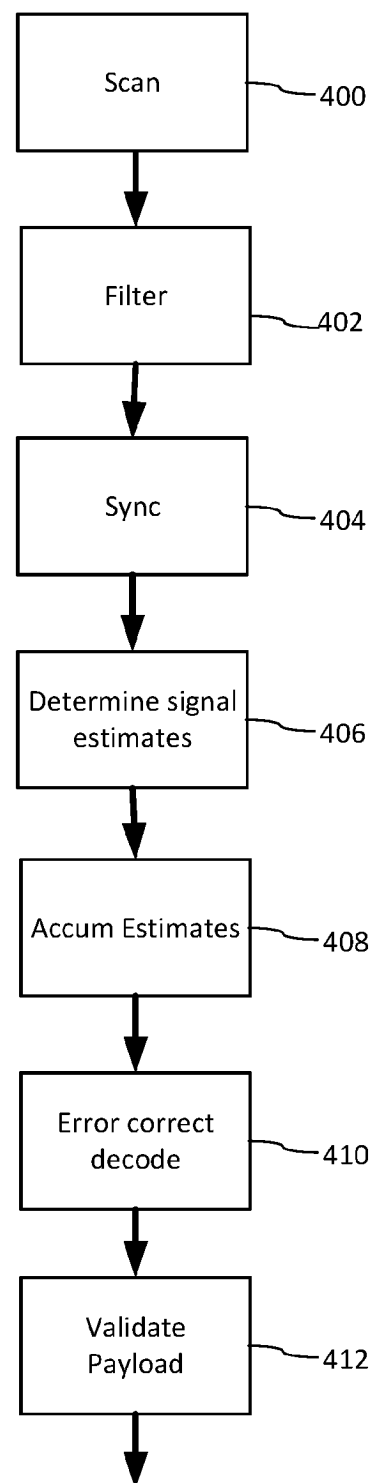 Scan
400
Filter
402
Sync
404
Determine signal
estimates
406
Accum Estimates
408
Error correct
decode
410
Validate
Payload
412